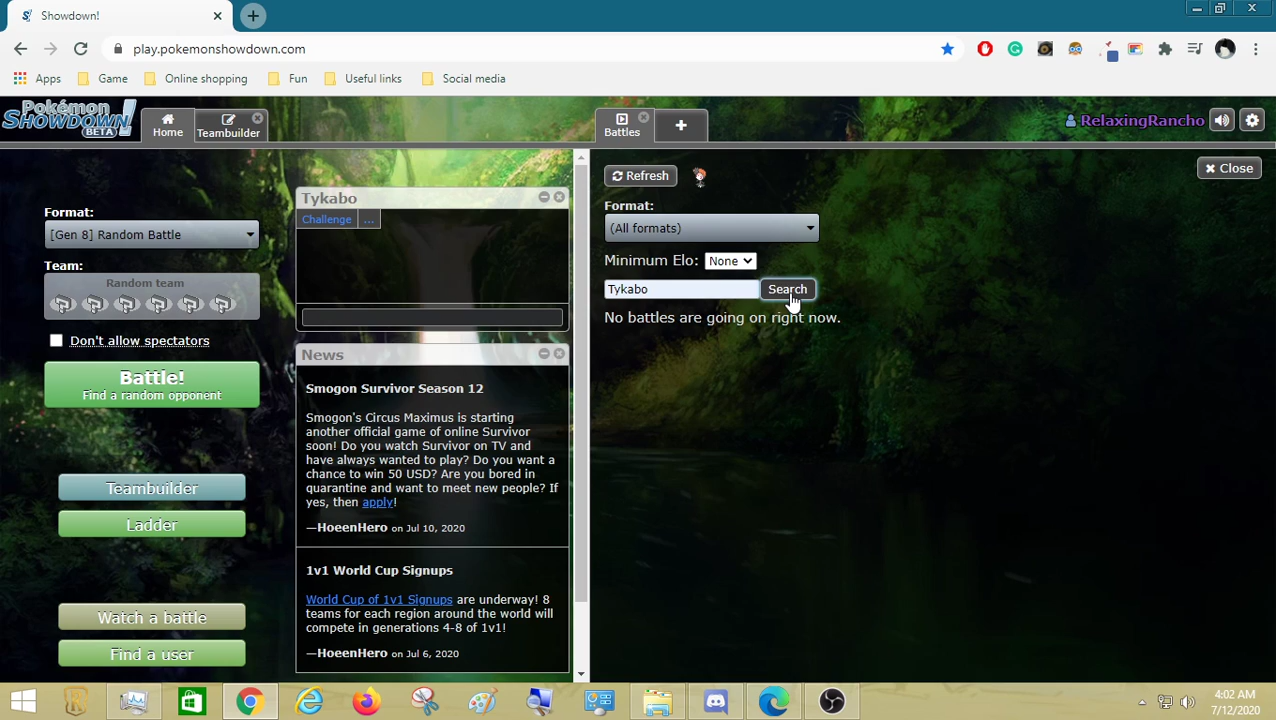 Showdown!
play.pokemonshowdown.com
Apps Game Online shopping Fun Useful links Social media
Pokémon
SHOWDOWN!
BETA
Home
Teambuilder
Battles
RelaxingRancho
Format:
[Gen 8] Random Battle
Team:
Random team
Don't allow spectators
Battle!
Find a random opponent
Teambuilder
Ladder
Watch a battle
Find a user
Tykabo
Challenge ...
News
Smogon Survivor Season 12
Smogon's Circus Maximus is starting
another official game of online Survivor
soon! Do you watch Survivor on TV and
have always wanted to play? Do you want a
chance to win 50 USD? Are you bored in
quarantine and want to meet new people? If
yes, then apply!
—HoeenHero on Jul 10, 2020
1v1 World Cup Signups
World Cup of 1v1 Signups are underway! 8
teams for each region around the world will
compete in generations 4-8 of 1v1!
—HoeenHero on Jul 6, 2020
Refresh
Close
Format:
(All formats)
Minimum Elo: None
Tykabo Search
No battles are going on right now.
4:02 AM
7/12/2020